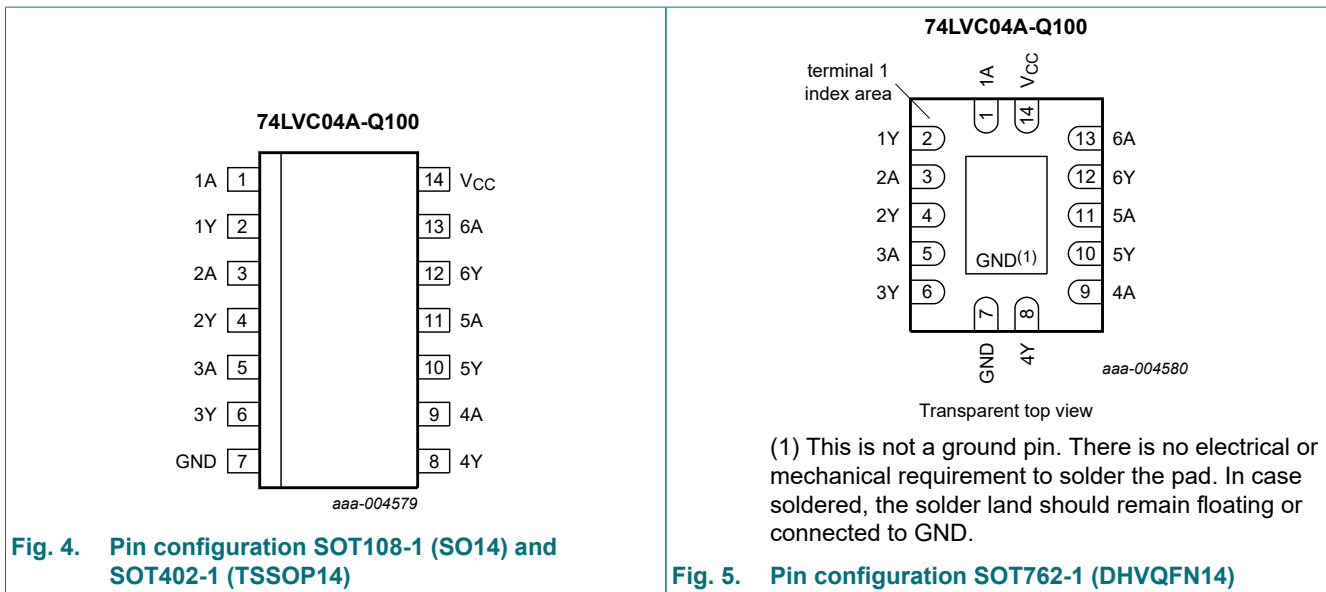 74LVC04A-Q100
1A 1
14 VCC
1Y 2
13 6A
2A 3
12 6Y
2Y 4
11 5A
3A 5
10 5Y
3Y 6
9 4A
GND 7
8 4Y
aaa-004579
Fig. 4. Pin configuration SOT108-1 (SO14) and
SOT402-1 (TSSOP14)
74LVC04A-Q100
terminal 1
index area
1A
VCC
1
14
1Y 2
13 6A
2A 3
12 6Y
2Y 4
11 5A
3A 5
10 5Y
GND(1)
3Y 6
9 4A
7
8
GND
4Y
aaa-004580
Transparent top view
(1) This is not a ground pin. There is no electrical or
mechanical requirement to solder the pad. In case
soldered, the solder land should remain floating or
connected to GND.
Fig. 5. Pin configuration SOT762-1 (DHVQFN14)